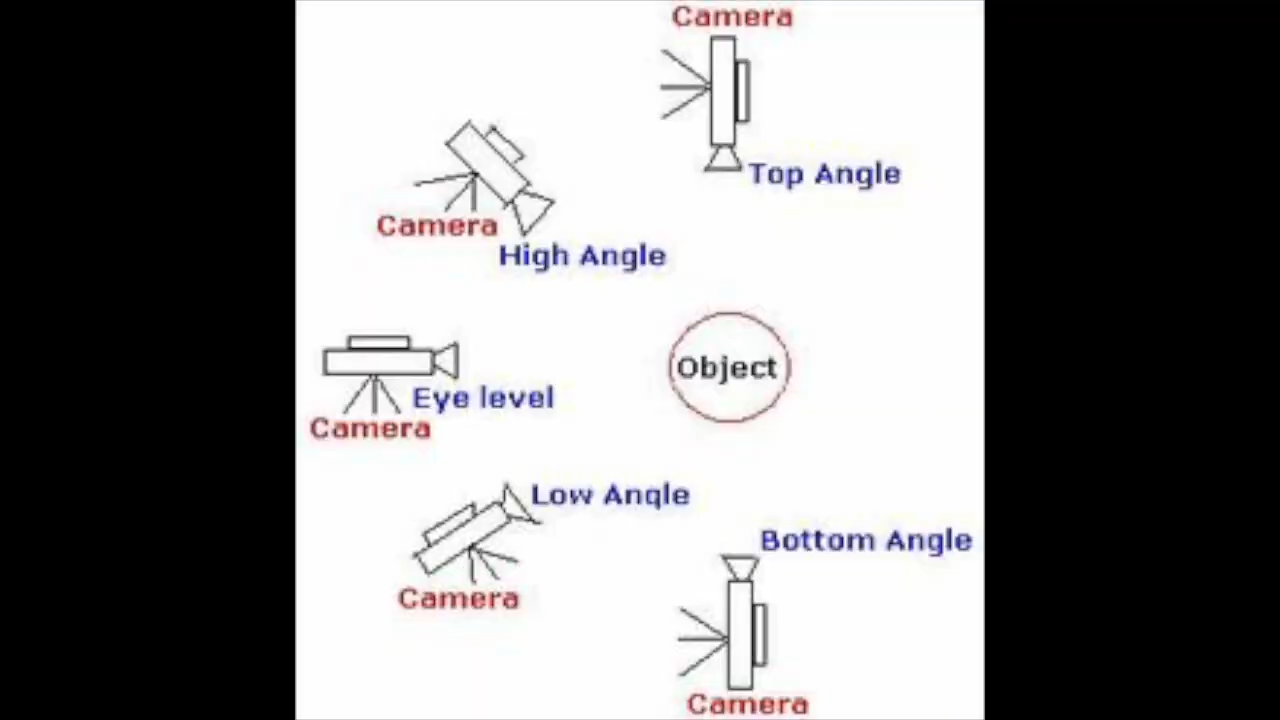 Camera
Top Angle
Camera
High Angle
Object
Eye level
Camera
Low Angle
Camera
Bottom Angle
Camera